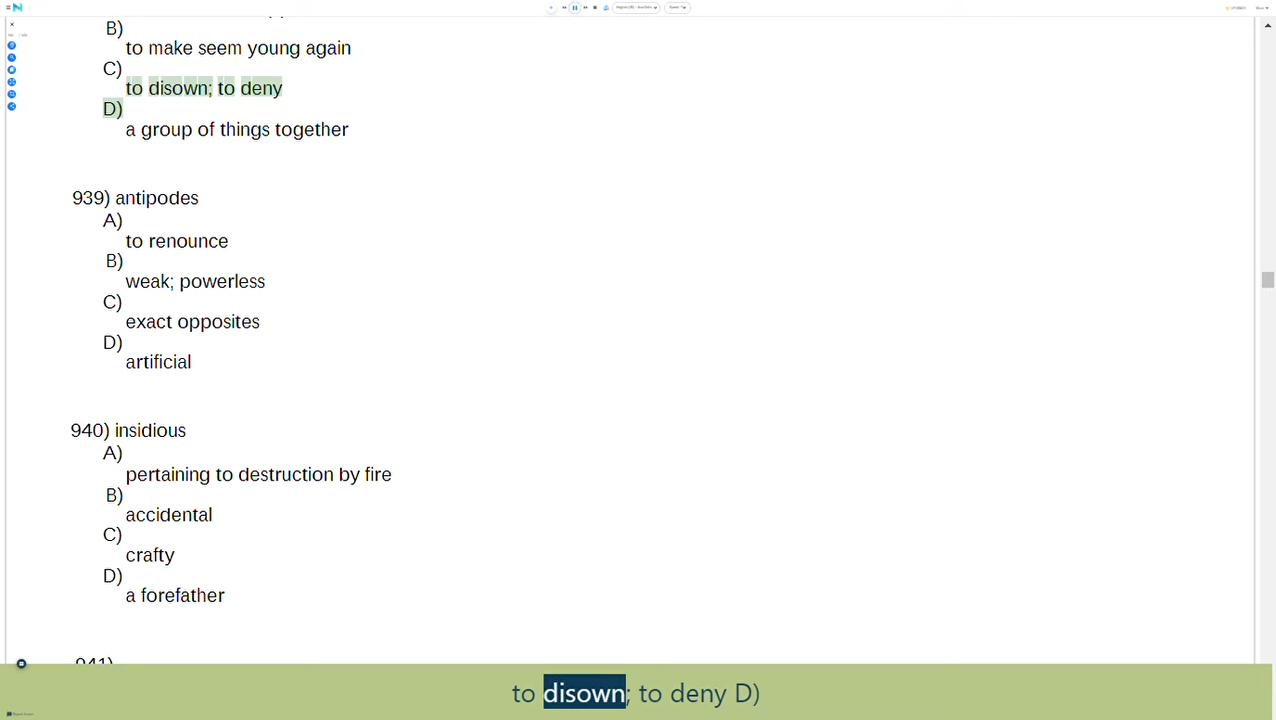 B)
to make seem young again
C)
to disown; to deny
D)
a group of things together
939) antipodes
A)
to renounce
B)
weak; powerless
C)
exact opposites
D)
artificial
940) insidious
A)
pertaining to destruction by fire
B)
accidental
C)
crafty
D)
a forefather
941)
to disown; to deny D)